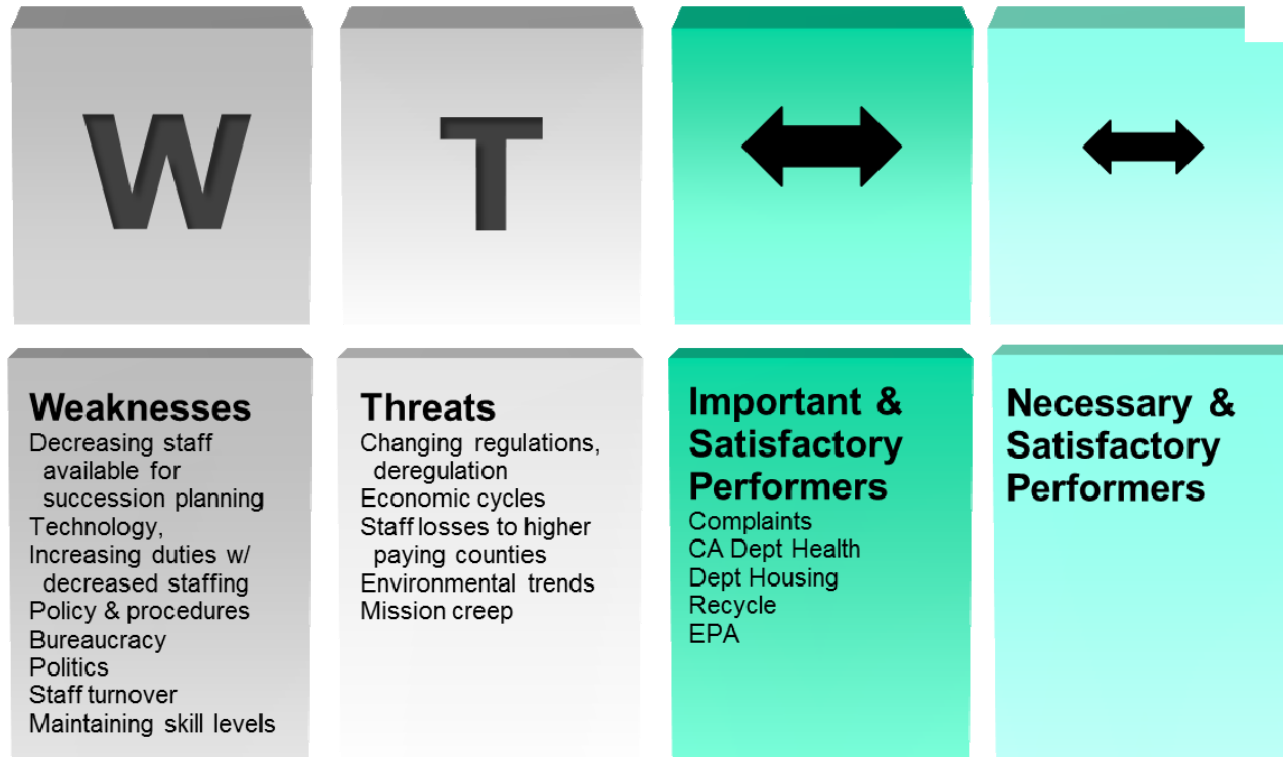 W
T
Weaknesses
Decreasing staff
available for
succession planning
Technology,
Increasing duties w/
decreased staffing
Policy & procedures
Bureaucracy
Politics
Staff turnover
Maintaining skill levels
Threats
Changing regulations,
deregulation
Economic cycles
Staff losses to higher
paying counties
Environmental trends
Mission creep
Important &
Satisfactory
Performers
Complaints
CA Dept Health
Dept Housing
Recycle
EPA
Necessary &
Satisfactory
Performers